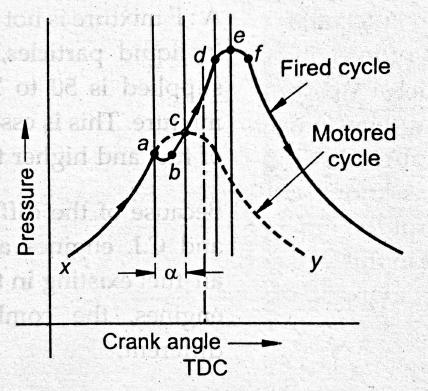 e
d
f
Fired cycle
Motored
cycle
c
a
b
Pressure
x
α
y
Crank angle
TDC